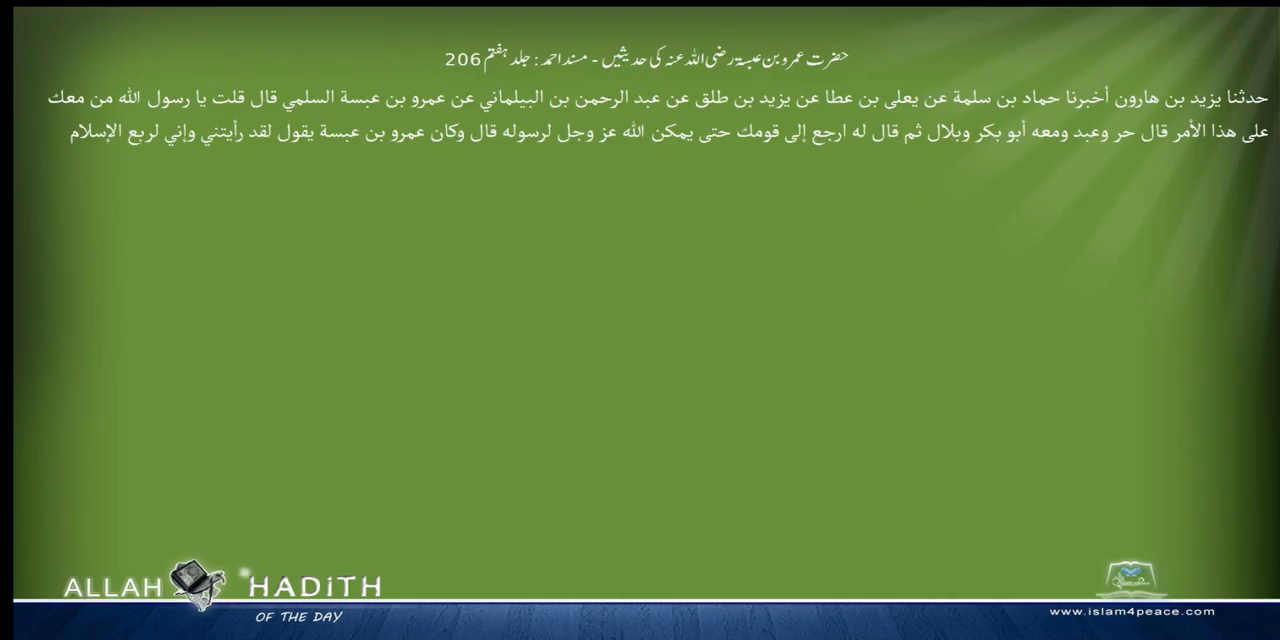 حضرت عمرو بن عبسۃ رضی اللہ عنہ کی حدیثیں - مسند احمد : جلد ہفتم 206
حدثنا يزيد بن هارون أخبرنا حماد بن سلمة عن يعلى بن عطا عن يزيد بن طلق عن عبد الرحمن بن البيلماني عن عمرو بن عبسة السلمي قال قلت يا رسول الله من معك
على هذا الأمر قال حر وعبد ومعه أبو بكر وبلال ثم قال له ارجع إلى قومك حتى يمكن الله عز وجل لرسوله قال وكان عمرو بن عبسة يقول لقد رأيتني وإني لربع الإسلام
ALLAH HADITH
OF THE DAY
www.islam4peace.com